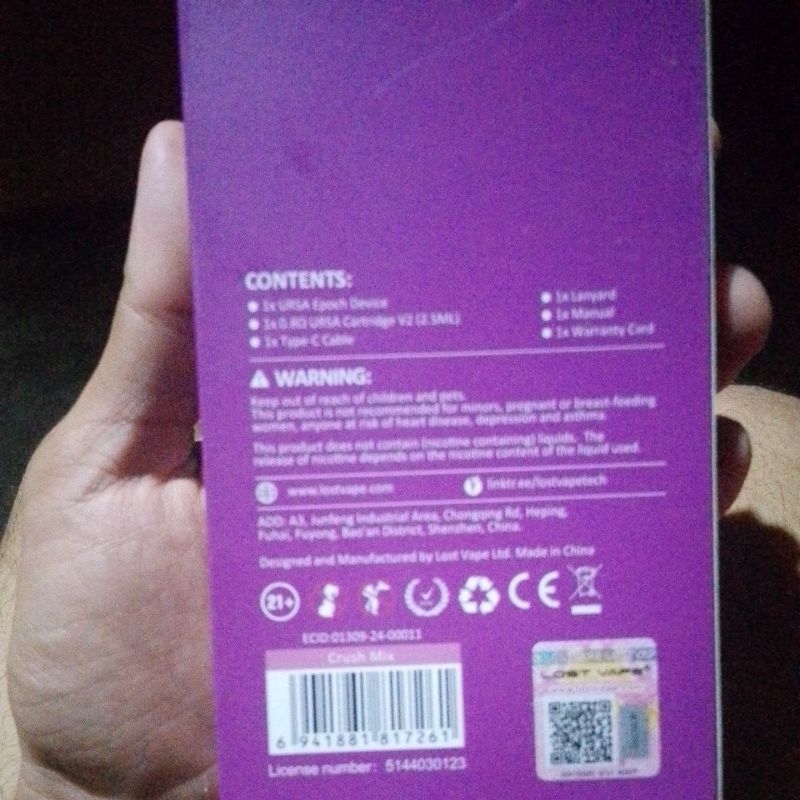 CONTENTS:
1x URSA Epoch Device
1x 0.8Ω URSA Cartridge V2 (2.5ML)
1x Type-C Cable
1x Lanyard
1x Manual
1x Warranty Card
WARNING:
Keep out of reach of children and pets.
This product is not recommended for minors, pregnant or breast-feeding
women, anyone at risk of heart disease, depression and asthma.
This product does not contain (nicotine containing) liquids. The
release of nicotine depends on the nicotine content of the liquid used.
www.lostvape.com
linktr.ee/lostvapetech
ADD: A3, Junfeng Industrial Area, Chongqing Rd, Heping,
Fuhai, Fuyong, Bao'an District, Shenzhen, China.
Designed and Manufactured by Lost Vape Ltd. Made in China
21+
CE
ECID:01309-24-00011
Crush Mix
6 941881 817261
License number: 5144030123
LOST VAPE